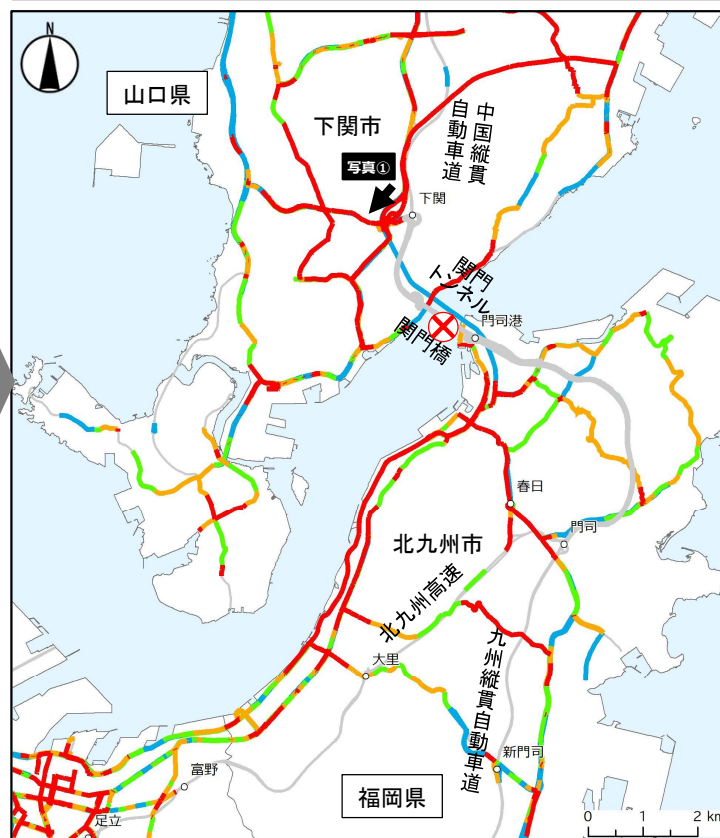 N
山口県
下関市
中国縦貫
自動車道
写真①
下関
関門
トンネル
関門橋
門司港
春日
門司
北九州市
北九州高速
大里
九州縦貫自動車道
新門司
富野
福岡県
足立
0 1 2 km